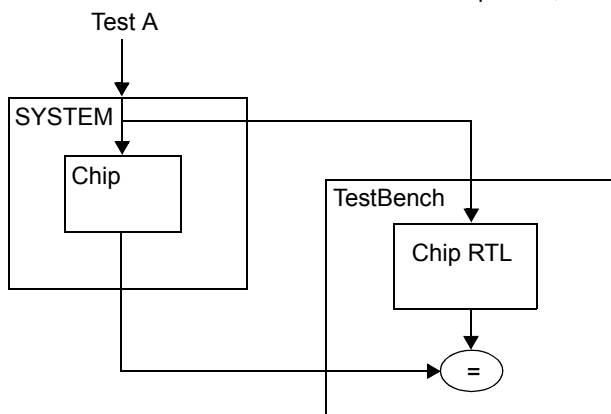 Test A
SYSTEM
Chip
TestBench
Chip RTL
=